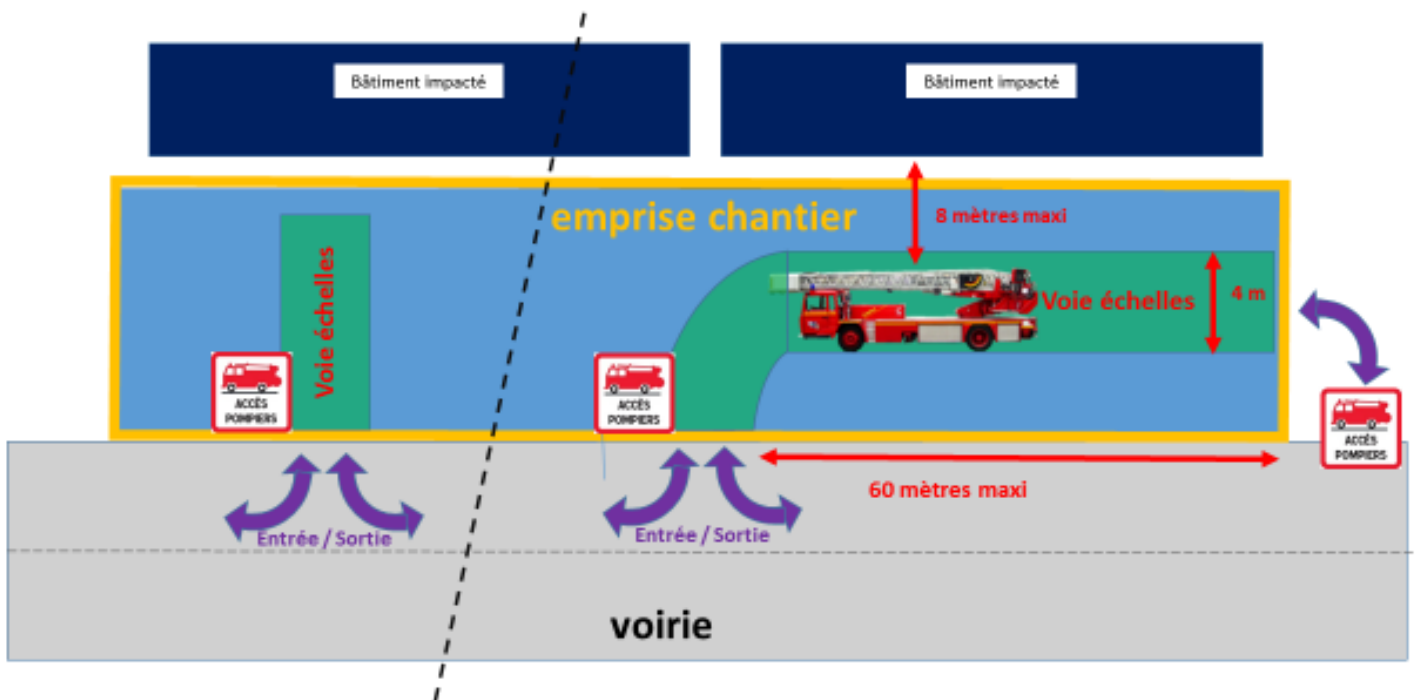 Bâtiment impacté
Bâtiment impacté
emprise chantier
8 mètres maxi
Voie échelles
Voie échelles
4 m
ACCÈS
POMPIERS
ACCÈS
POMPIERS
ACCÈS
POMPIERS
60 mètres maxi
Entrée / Sortie
Entrée / Sortie
voirie